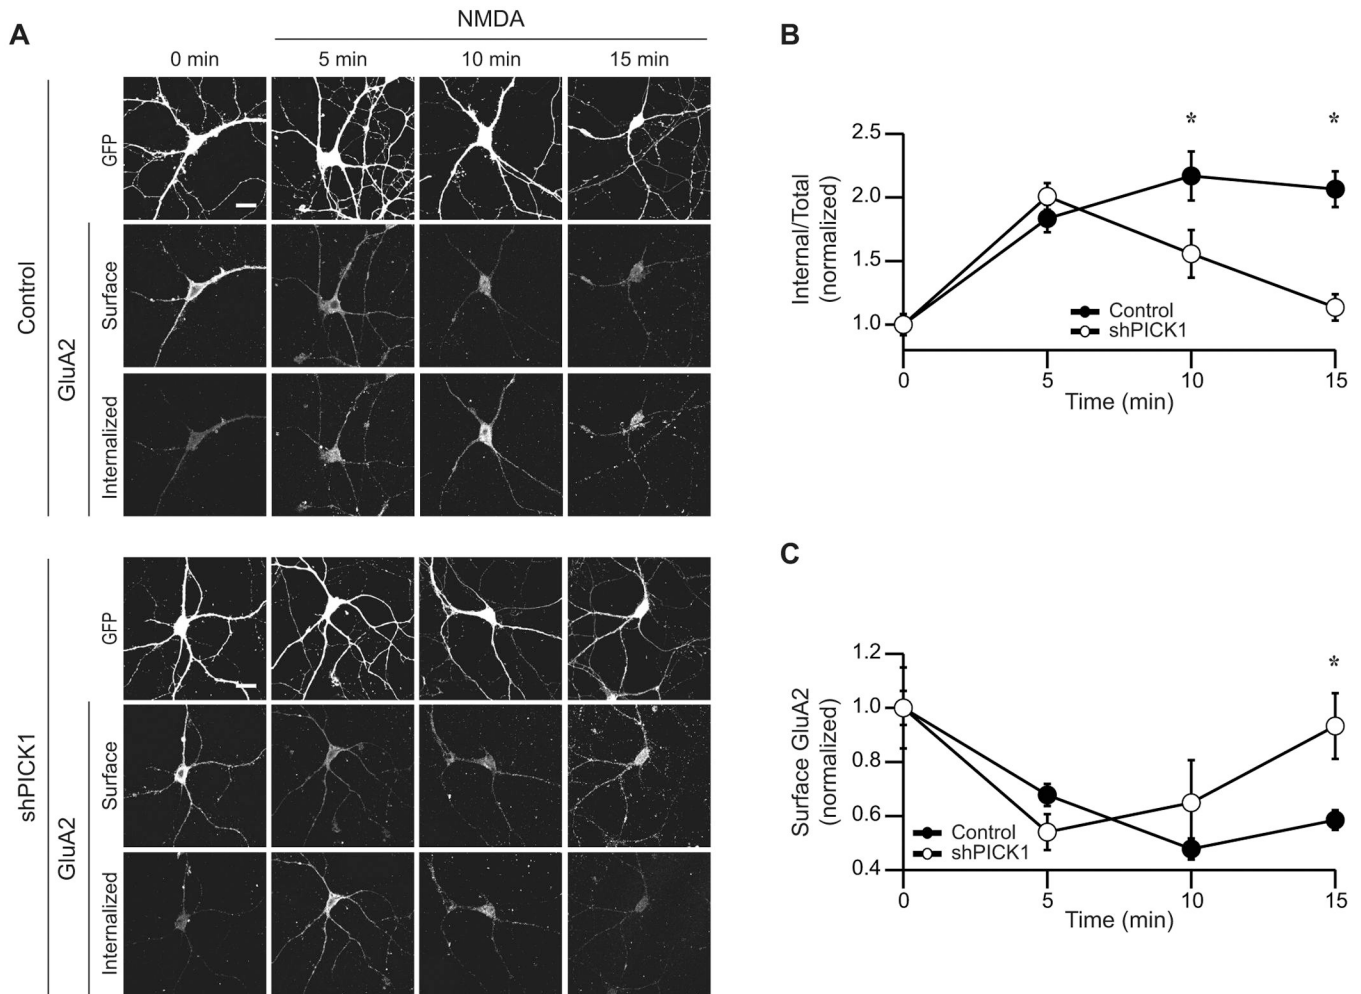 A
NMDA
0 min
5 min
10 min
15 min
Control
GFP
GluA2
Surface
Internalized
shPICK1
GFP
GluA2
Surface
Internalized
B
Internal/Total
(normalized)
2.5
2.0
1.5
1.0
*
*
Control
shPICK1
0
5
10
15
Time (min)
C
Surface GluA2
(normalized)
1.2
1.0
0.8
0.6
0.4
*
Control
shPICK1
0
5
10
15
Time (min)